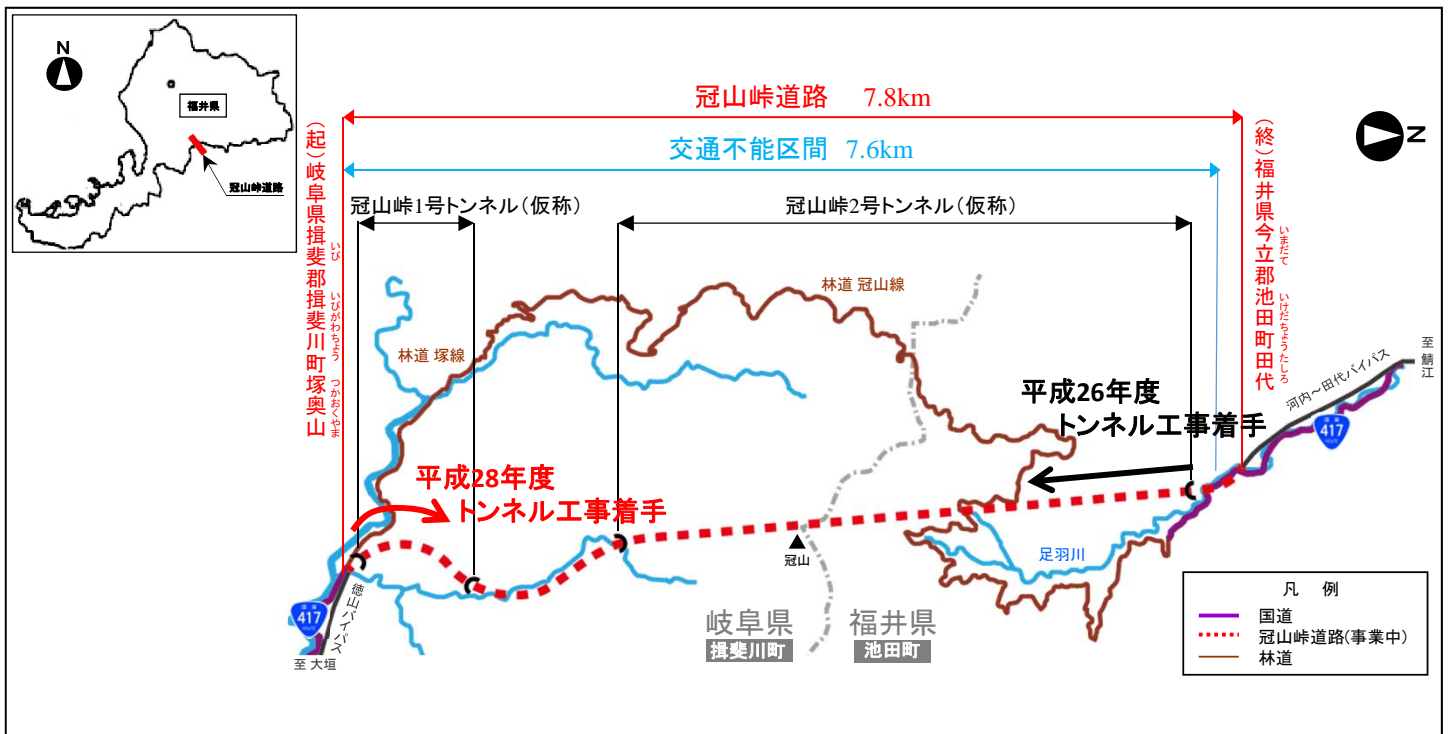 N
福井県
冠山峠道路
冠山峠道路 7.8km
交通不能区間 7.6km
冠山峠1号トンネル(仮称)
冠山峠2号トンネル(仮称)
N
(起)岐阜県揖斐郡揖斐川町塚奥山
いび いびがわちょう つかおくやま
(終)福井県今立郡池田町田代
いまだて いけだちょう たしろ
林道 塚線
林道 冠山線
至 鯖江
河内~田代バイパス
417
平成26年度
トンネル工事着手
平成28年度
トンネル工事着手
冠山
足羽川
徳山バイパス
417
至 大垣
岐阜県
揖斐川町
福井県
池田町
凡 例
国道
冠山峠道路(事業中)
林道